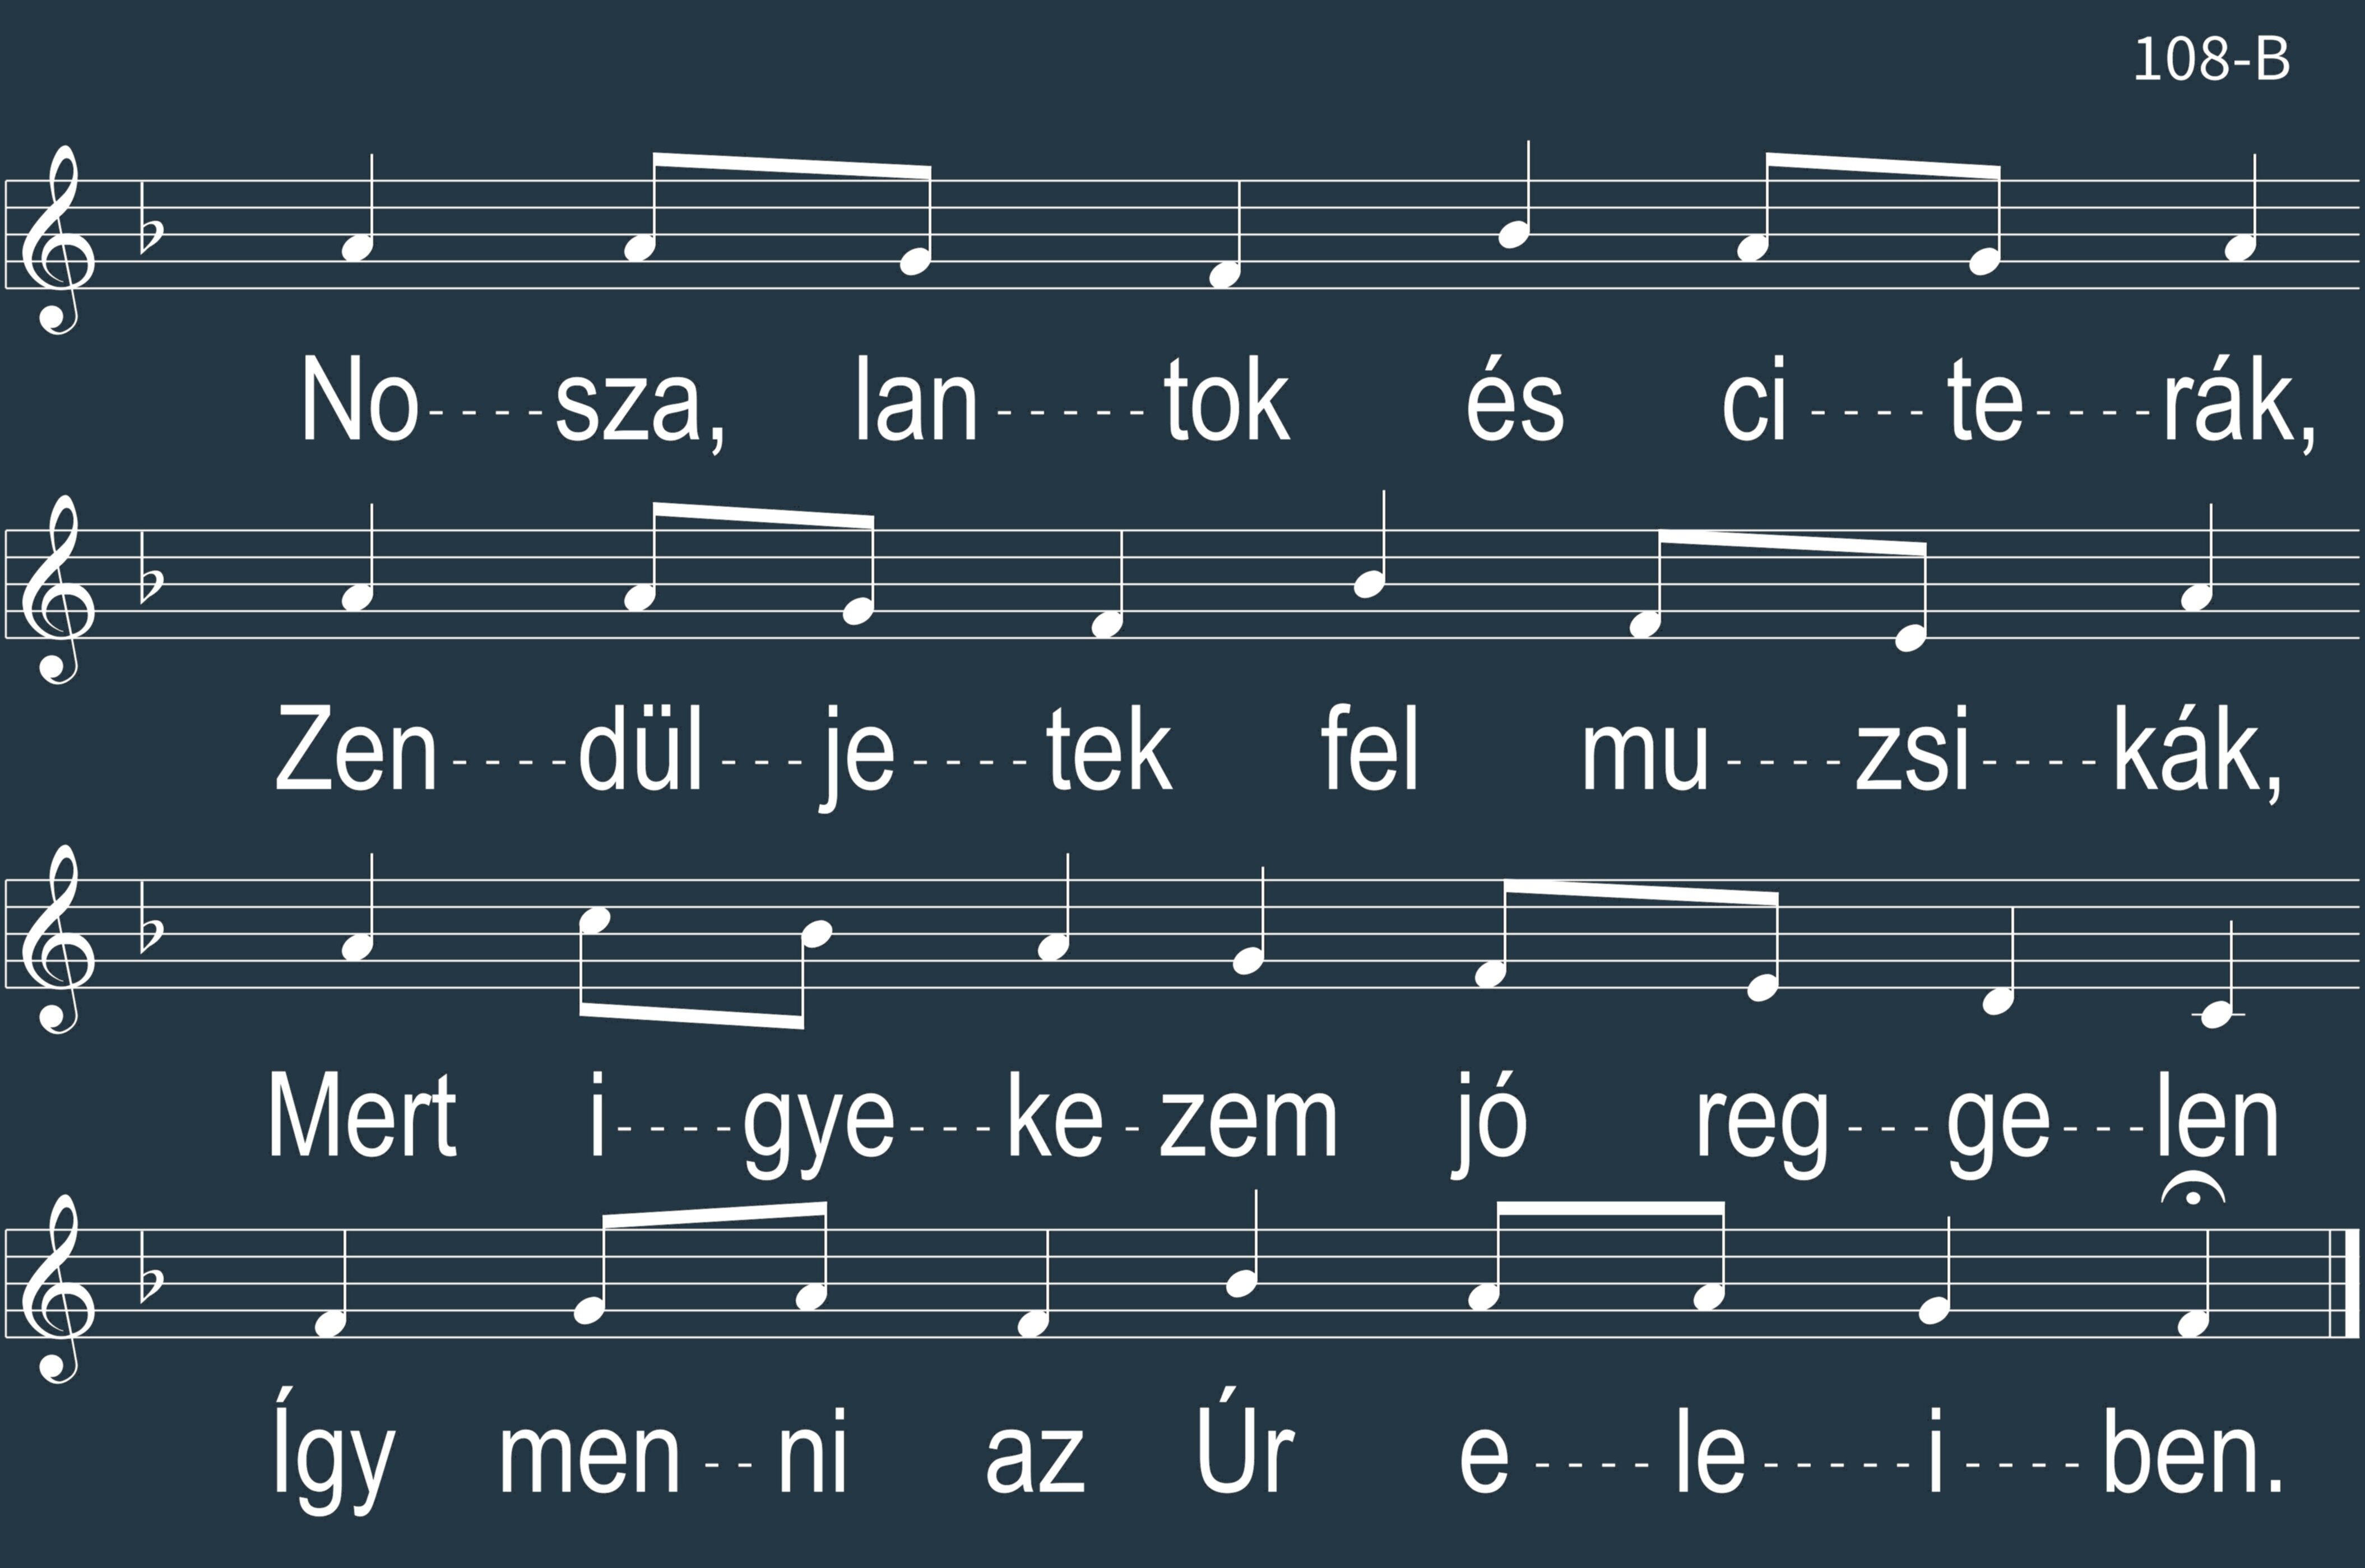 108-B
No----sza, lan-----tok és ci----te----rák,
Zen----dül---je----tek fel mu----zsi----kák,
Mert i----gye---ke-zem jó reg---ge---len
Így men--ni az Úr e----le-----i----ben.